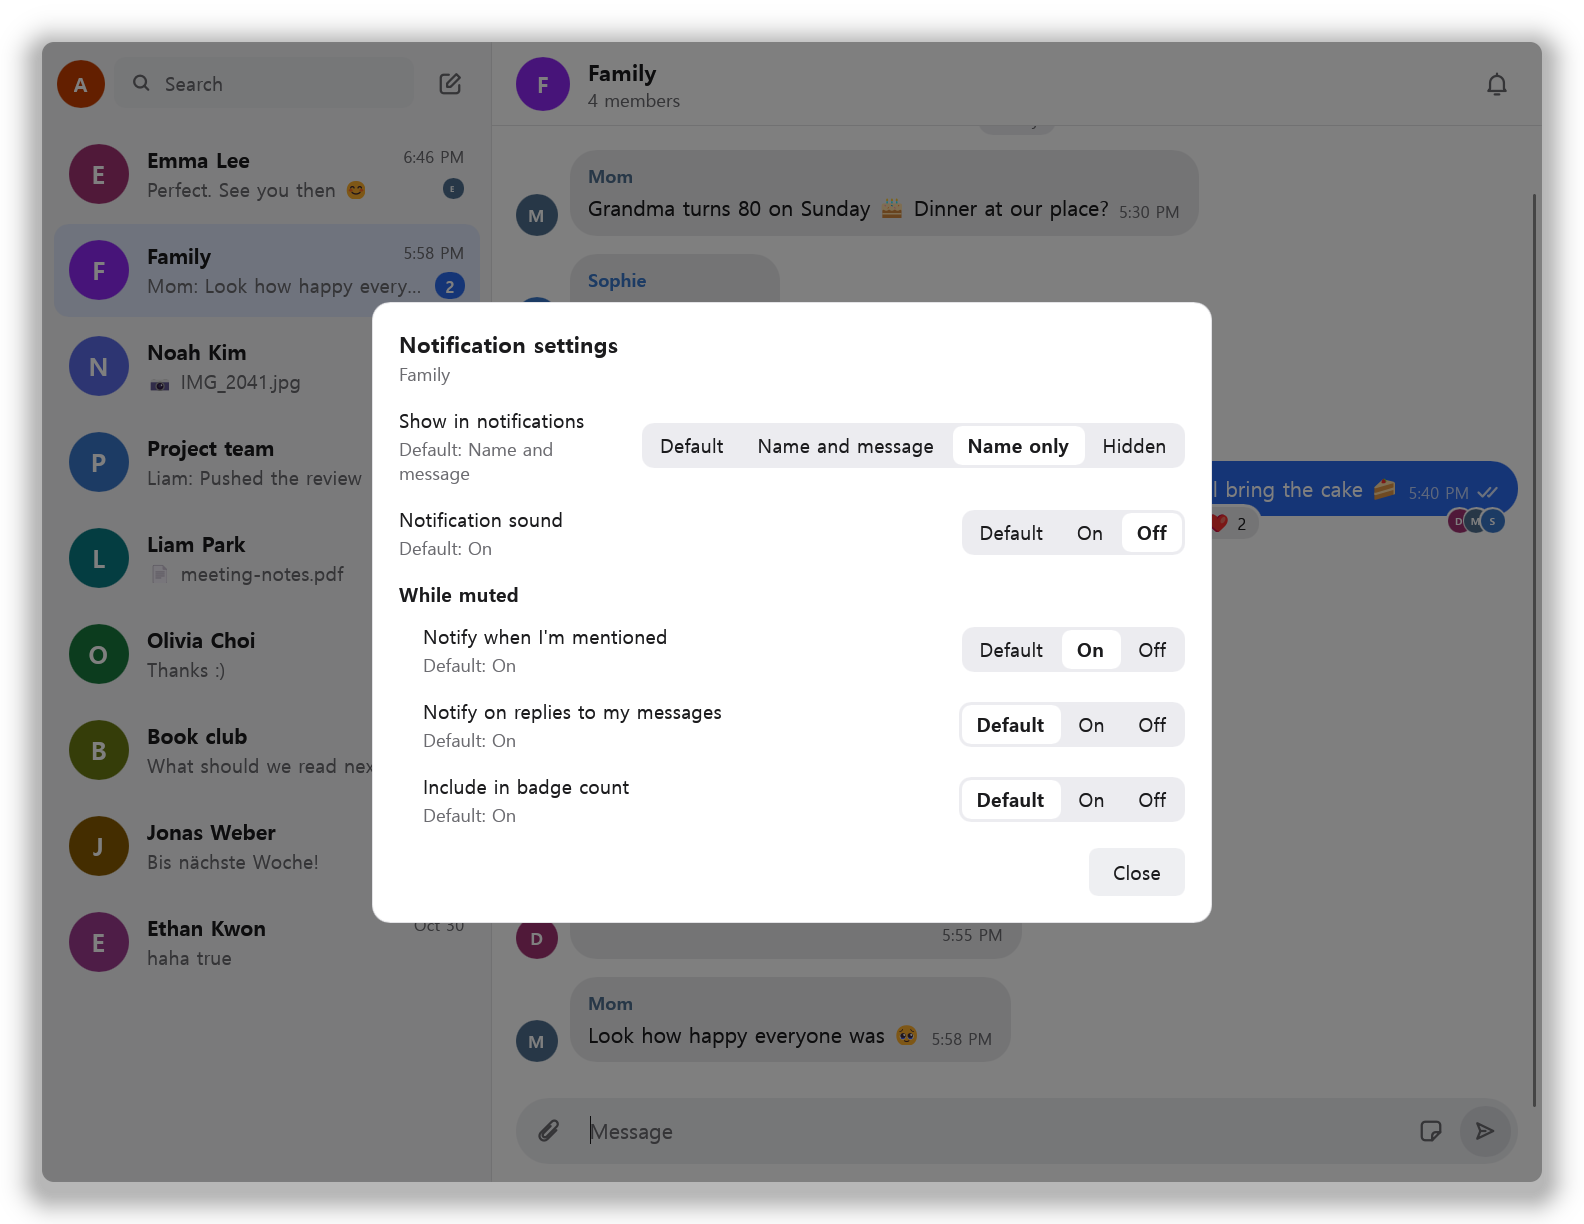 A
Search
E
Emma Lee
6:46 PM
Perfect. See you then 😊
E
F
Family
5:58 PM
Mom: Look how happy every...
2
N
Noah Kim
📷 IMG_2041.jpg
P
Project team
Liam: Pushed the review
L
Liam Park
📄 meeting-notes.pdf
O
Olivia Choi
Thanks :)
B
Book club
What should we read nex
J
Jonas Weber
Bis nächste Woche!
E
Ethan Kwon
Oct 30
haha true
F
Family
4 members
Mom
M
Grandma turns 80 on Sunday 🎂 Dinner at our place? 5:30 PM
Sophie
I bring the cake 🍰 5:40 PM
❤️ 2
D M S
Notification settings
Family
Show in notifications
Default: Name and
message
Default Name and message Name only Hidden
Notification sound
Default: On
Default On Off
While muted
Notify when I'm mentioned
Default: On
Default On Off
Notify on replies to my messages
Default: On
Default On Off
Include in badge count
Default: On
Default On Off
Close
D
5:55 PM
Mom
M
Look how happy everyone was 🥹 5:58 PM
Message